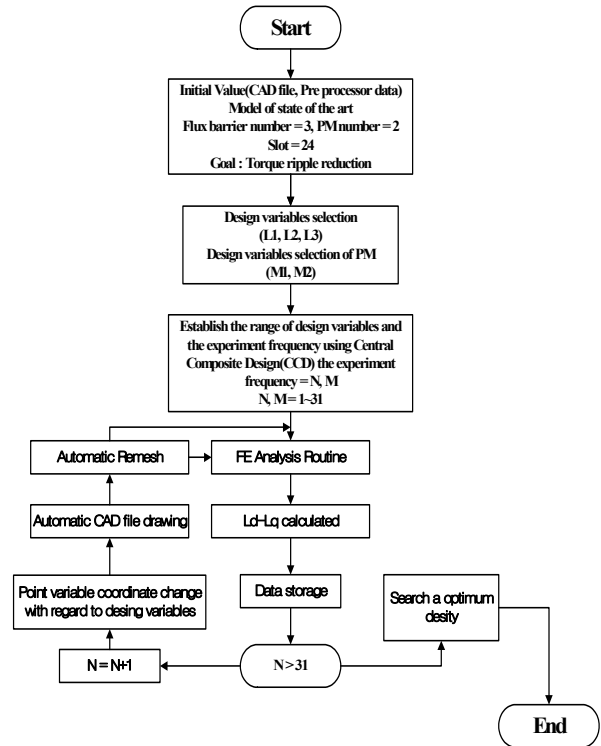 Start
Initial Value(CAD file, Pre processor data)
Model of state of the art
Flux barrier number = 3, PM number = 2
Slot = 24
Goal : Torque ripple reduction
Design variables selection
(L1, L2, L3)
Design variables selection of PM
(M1, M2)
Establish the range of design variables and
the experiment frequency using Central
Composite Design(CCD) the experiment
frequency = N, M
N, M = 1~31
Automatic Remesh
FE Analysis Routine
Automatic CAD file drawing
Ld-Lq calculated
Point variable coordinate change
with regard to desing variables
Data storage
Search a optimum
desity
N = N+1
N > 31
End